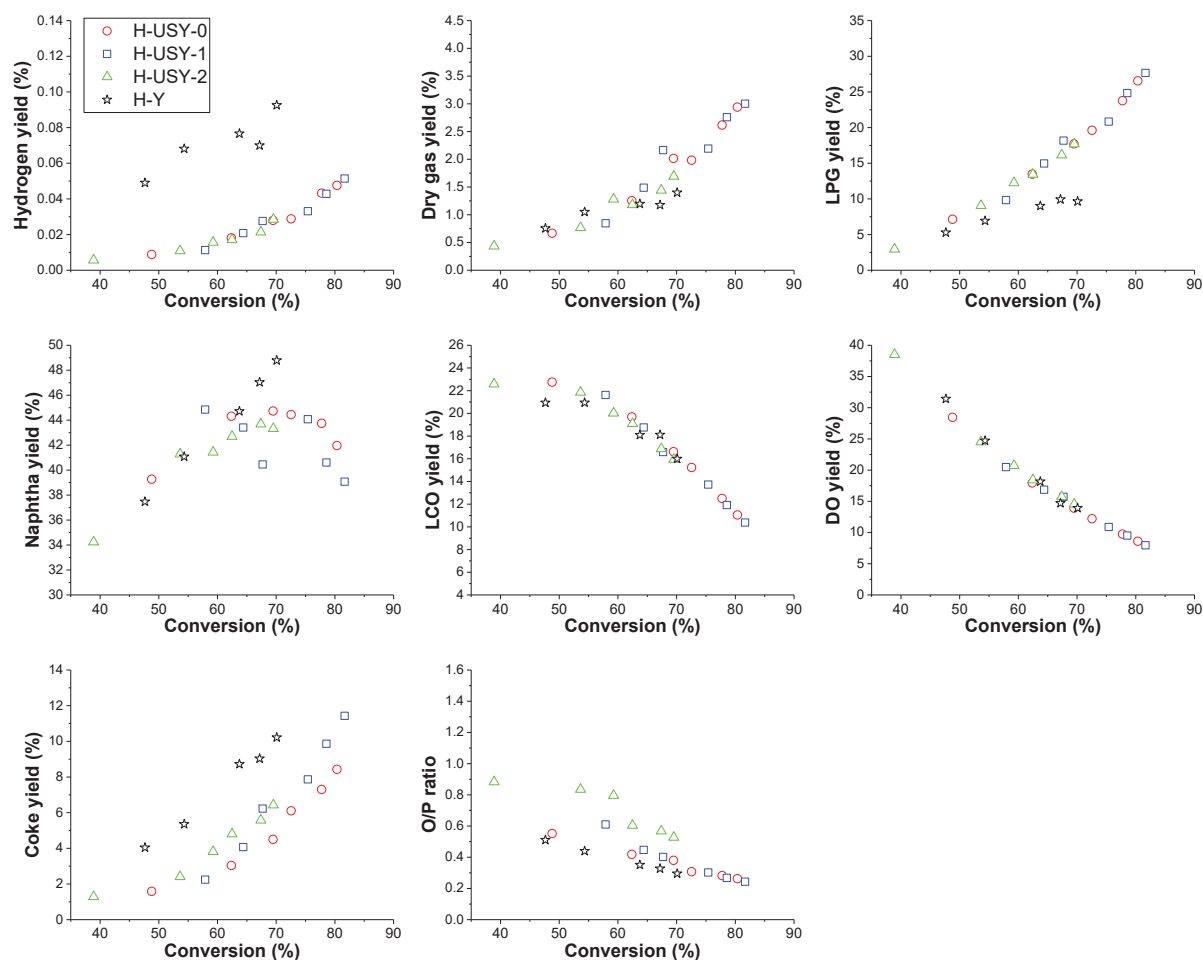 Hydrogen yield (%)
0.14
0.12
0.10
0.08
0.06
0.04
0.02
0.00
H-USY-0
H-USY-1
H-USY-2
H-Y
40 50 60 70 80 90
Conversion (%)
Dry gas yield (%)
4.5
4.0
3.5
3.0
2.5
2.0
1.5
1.0
0.5
0.0
40 50 60 70 80 90
Conversion (%)
LPG yield (%)
35
30
25
20
15
10
5
0
40 50 60 70 80 90
Conversion (%)
Naphtha yield (%)
50
48
46
44
42
40
38
36
34
32
30
40 50 60 70 80 90
Conversion (%)
LCO yield (%)
26
24
22
20
18
16
14
12
10
8
6
4
40 50 60 70 80 90
Conversion (%)
DO yield (%)
40
35
30
25
20
15
10
5
0
40 50 60 70 80 90
Conversion (%)
Coke yield (%)
14
12
10
8
6
4
2
0
40 50 60 70 80 90
Conversion (%)
O/P ratio
1.6
1.4
1.2
1.0
0.8
0.6
0.4
0.2
0.0
40 50 60 70 80 90
Conversion (%)